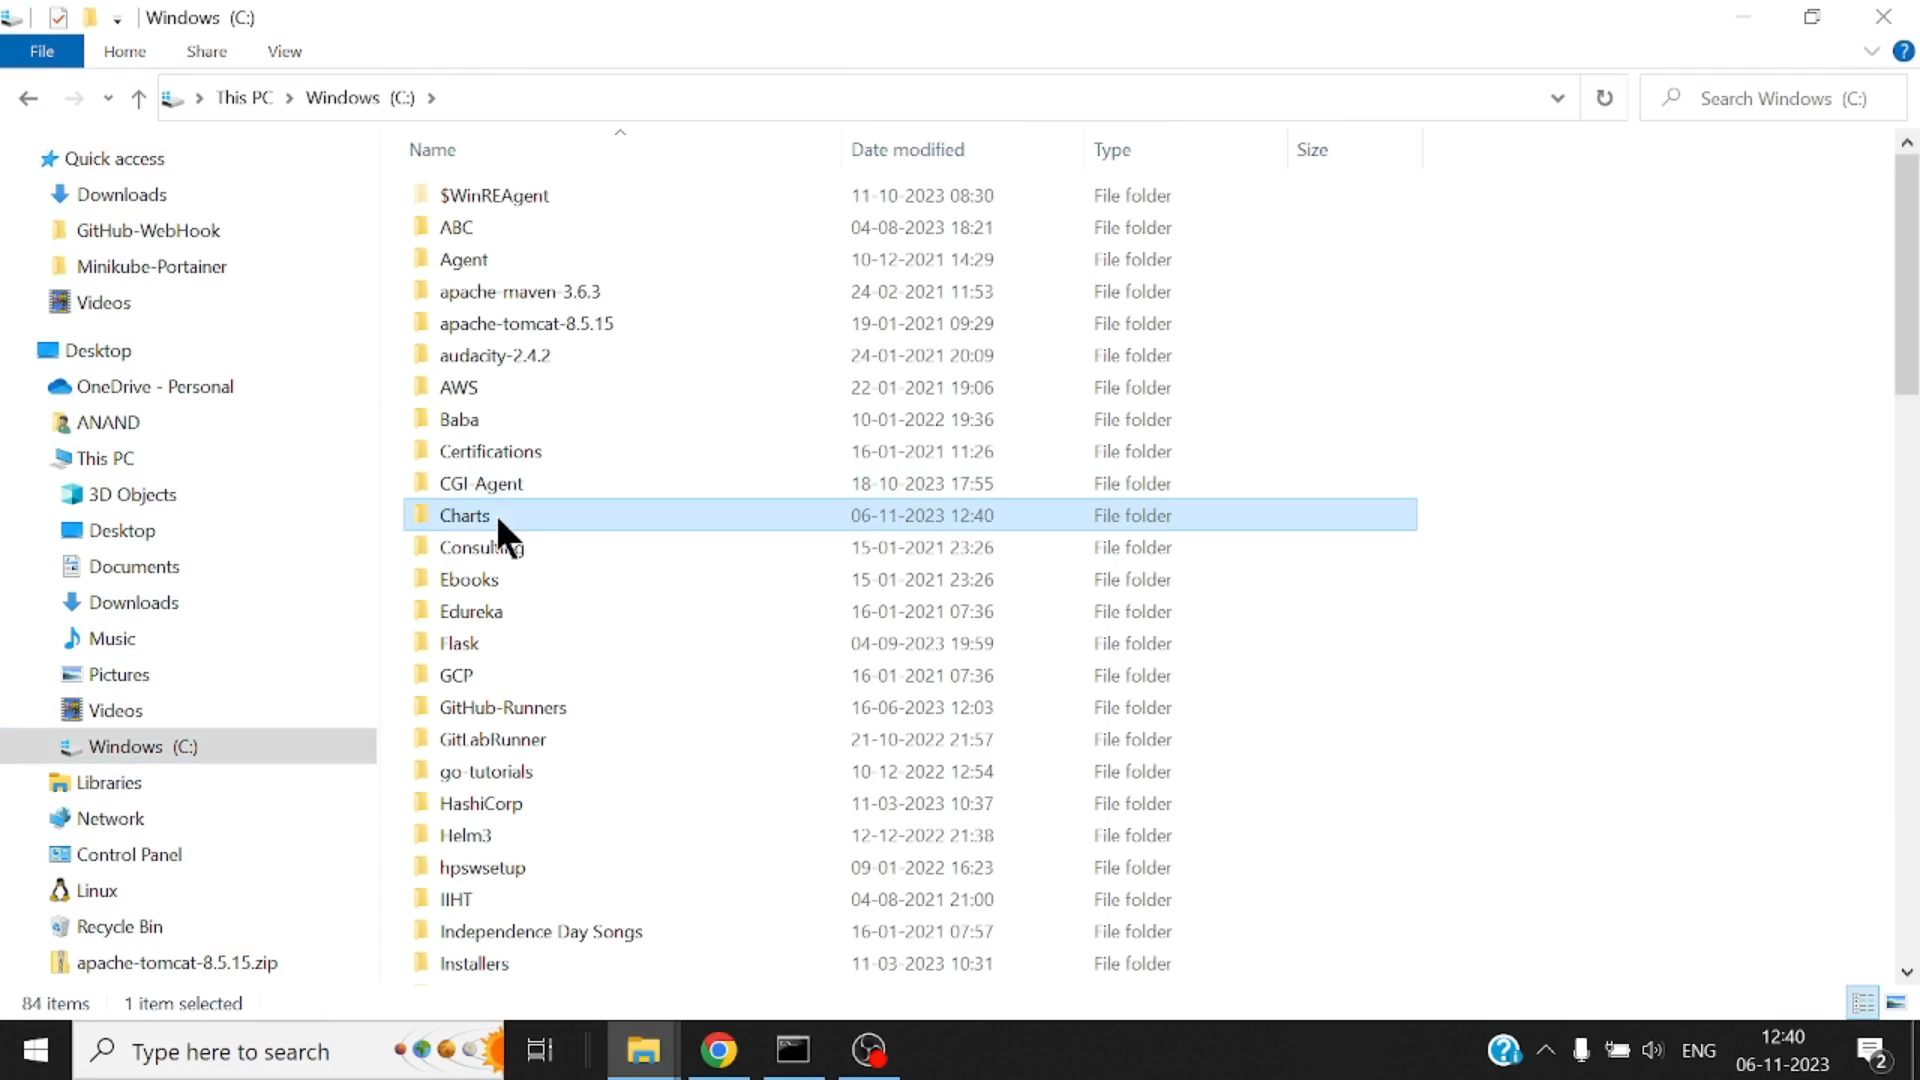 Windows (C:)
File Home Share View
This PC Windows (C:)
Search Windows (C:)
Quick access
Downloads
GitHub-WebHook
Minikube-Portainer
Videos
Desktop
OneDrive - Personal
ANAND
This PC
3D Objects
Desktop
Documents
Downloads
Music
Pictures
Videos
Windows (C:)
Libraries
Network
Control Panel
Linux
Recycle Bin
apache-tomcat-8.5.15.zip
Name Date modified Type Size
$WinREAgent 11-10-2023 08:30 File folder
ABC 04-08-2023 18:21 File folder
Agent 10-12-2021 14:29 File folder
apache-maven-3.6.3 24-02-2021 11:53 File folder
apache-tomcat-8.5.15 19-01-2021 09:29 File folder
audacity-2.4.2 24-01-2021 20:09 File folder
AWS 22-01-2021 19:06 File folder
Baba 10-01-2022 19:36 File folder
Certifications 16-01-2021 11:26 File folder
CGI-Agent 18-10-2023 17:55 File folder
Charts 06-11-2023 12:40 File folder
Consulting 15-01-2021 23:26 File folder
Ebooks 15-01-2021 23:26 File folder
Edureka 16-01-2021 07:36 File folder
Flask 04-09-2023 19:59 File folder
GCP 16-01-2021 07:36 File folder
GitHub-Runners 16-06-2023 12:03 File folder
GitLabRunner 21-10-2022 21:57 File folder
go-tutorials 10-12-2022 12:54 File folder
HashiCorp 11-03-2023 10:37 File folder
Helm3 12-12-2022 21:38 File folder
hpswsetup 09-01-2022 16:23 File folder
IIHT 04-08-2021 21:00 File folder
Independence Day Songs 16-01-2021 07:57 File folder
Installers 11-03-2023 10:31 File folder
84 items 1 item selected
Type here to search
ENG
12:40
06-11-2023
2